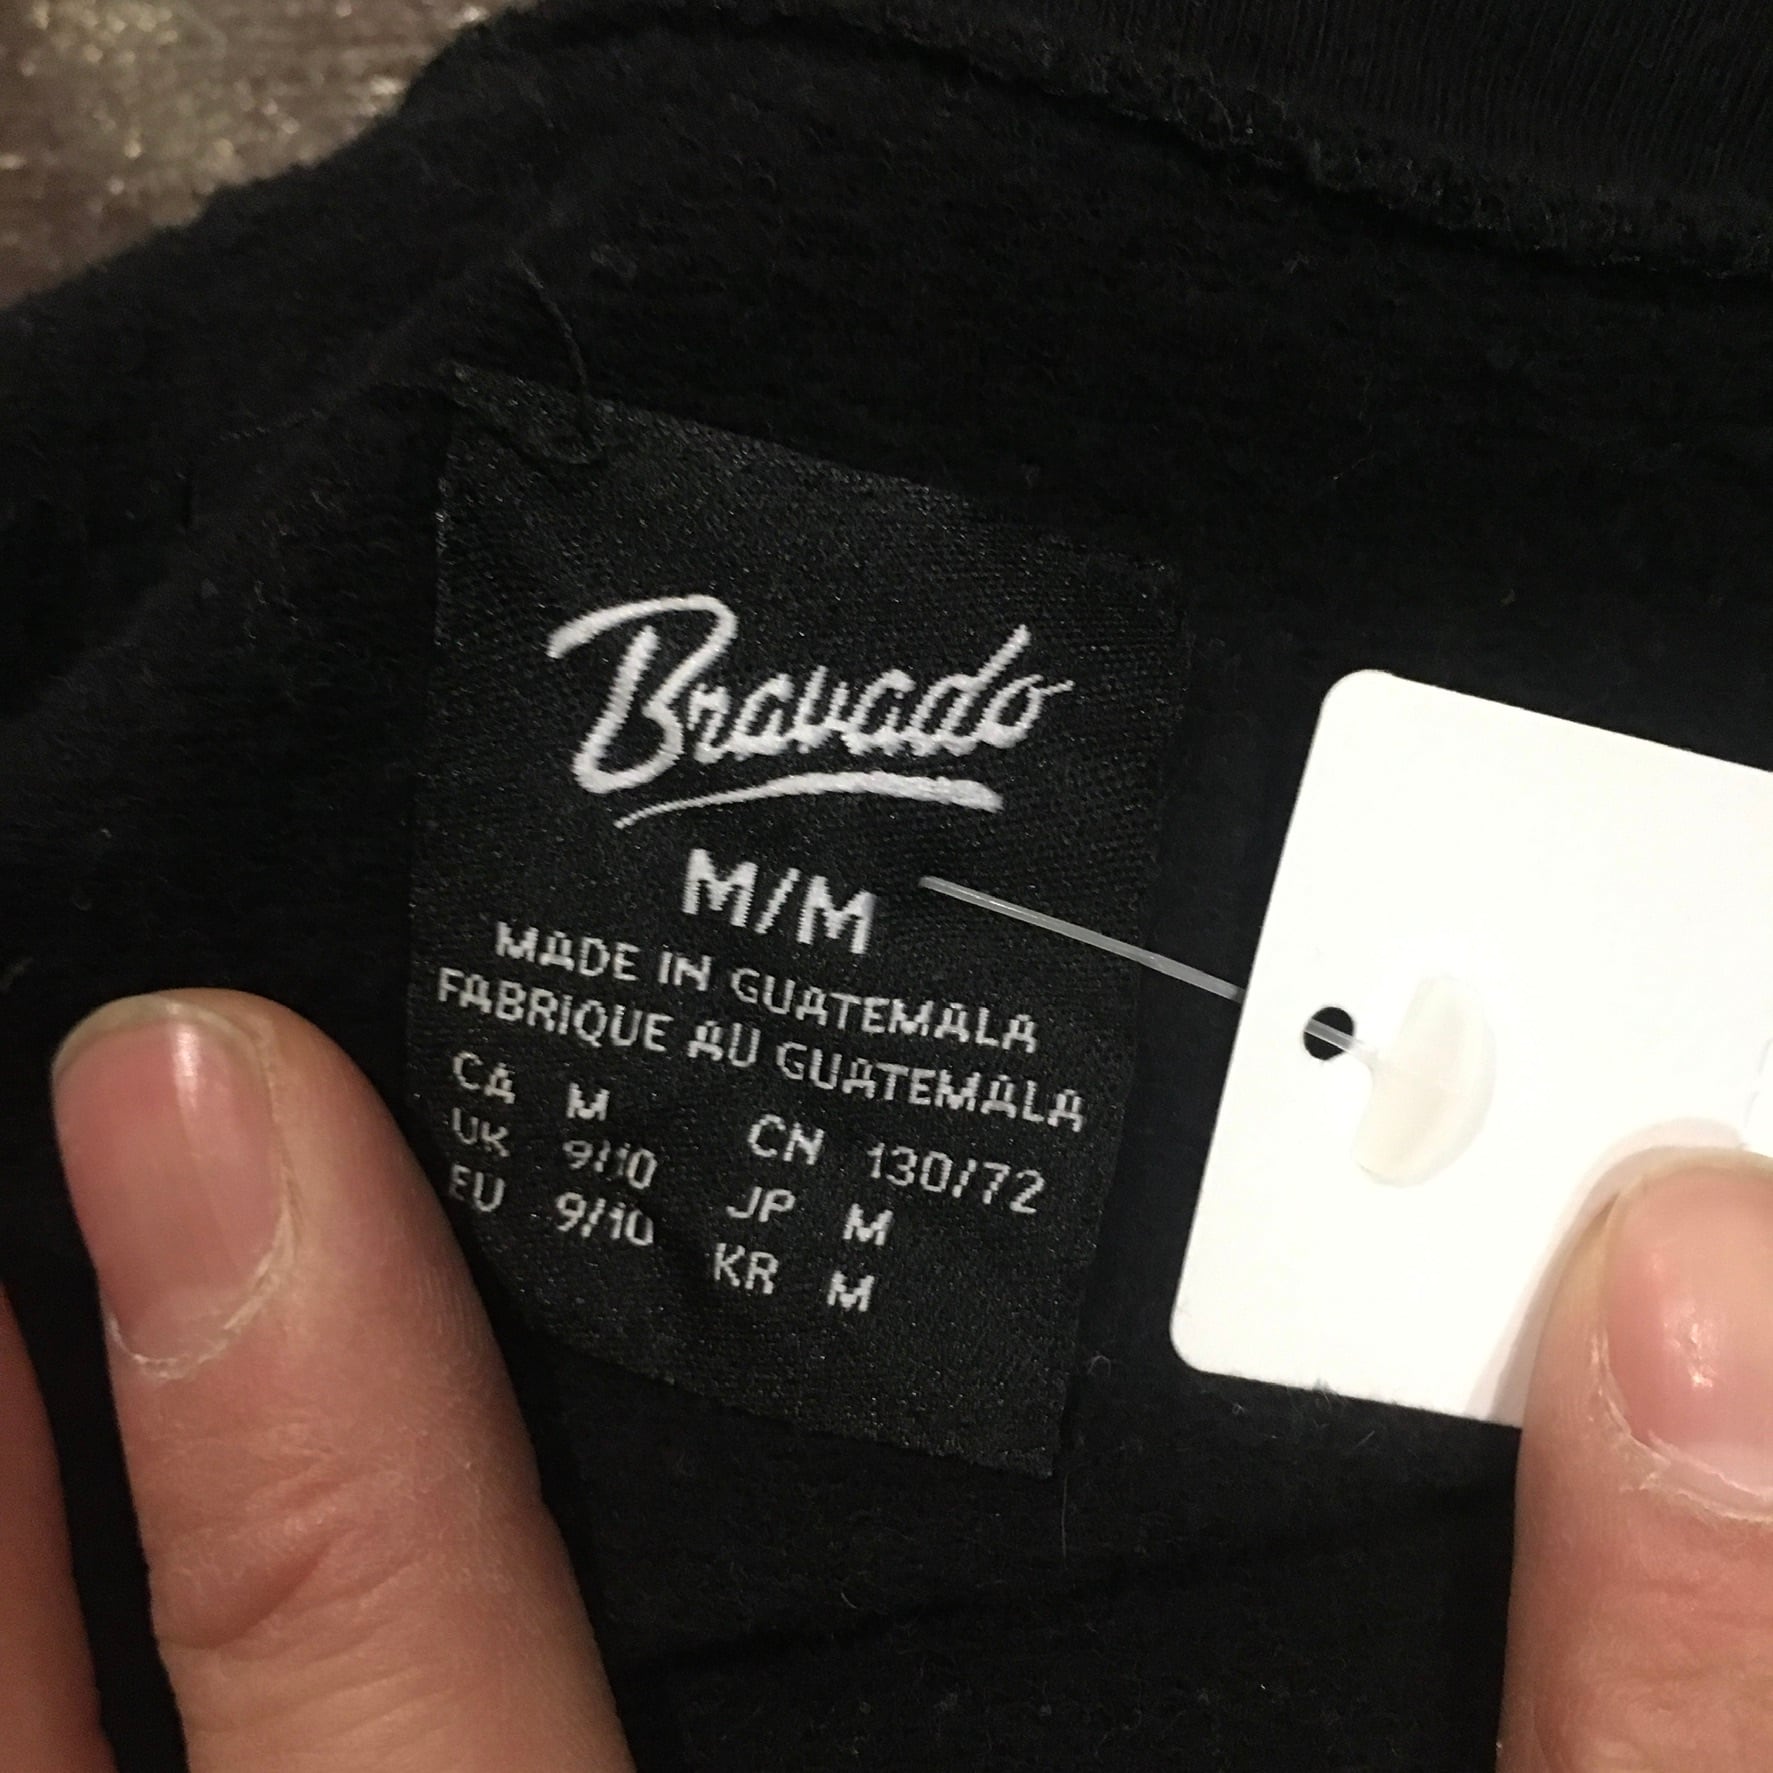 Bravado
M/M
MADE IN GUATEMALA
FABRIQUE AU GUATEMALA
CA M CN 130/72
UK 9/10 JP M
EU 9/10 KR M